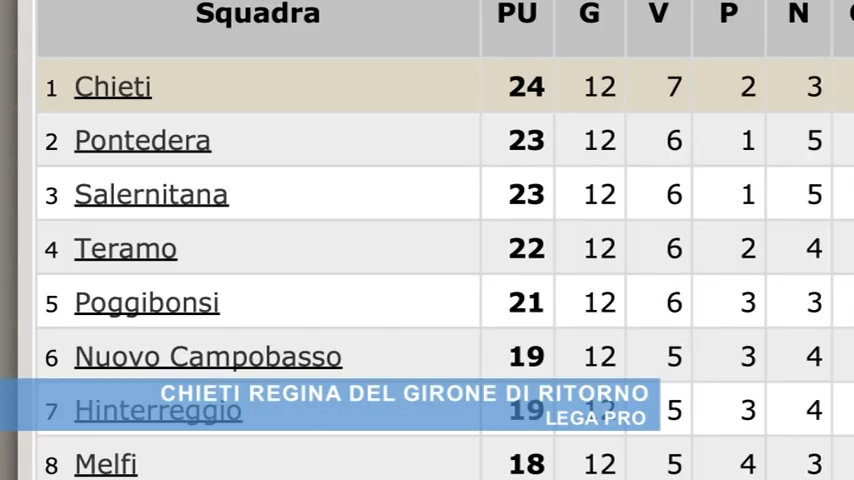 Squadra PU G V P N
1 Chieti 24 12 7 2 3
2 Pontedera 23 12 6 1 5
3 Salernitana 23 12 6 1 5
4 Teramo 22 12 6 2 4
5 Poggibonsi 21 12 6 3 3
6 Nuovo Campobasso 19 12 5 3 4
CHIETI REGINA DEL GIRONE DI RITORNO
7 Hinterreggio 19 12 5 3 4
LEGA PRO
8 Melfi 18 12 5 4 3